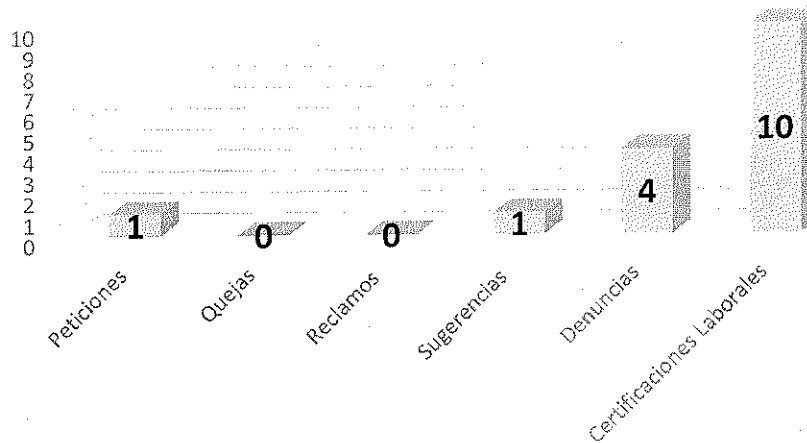 10
9
8
7
6
5
4
3
2
1
0
1
0
0
1
4
10
Peticiones
Quejas
Reclamos
Sugerencias
Denuncias
Certificaciones Laborales